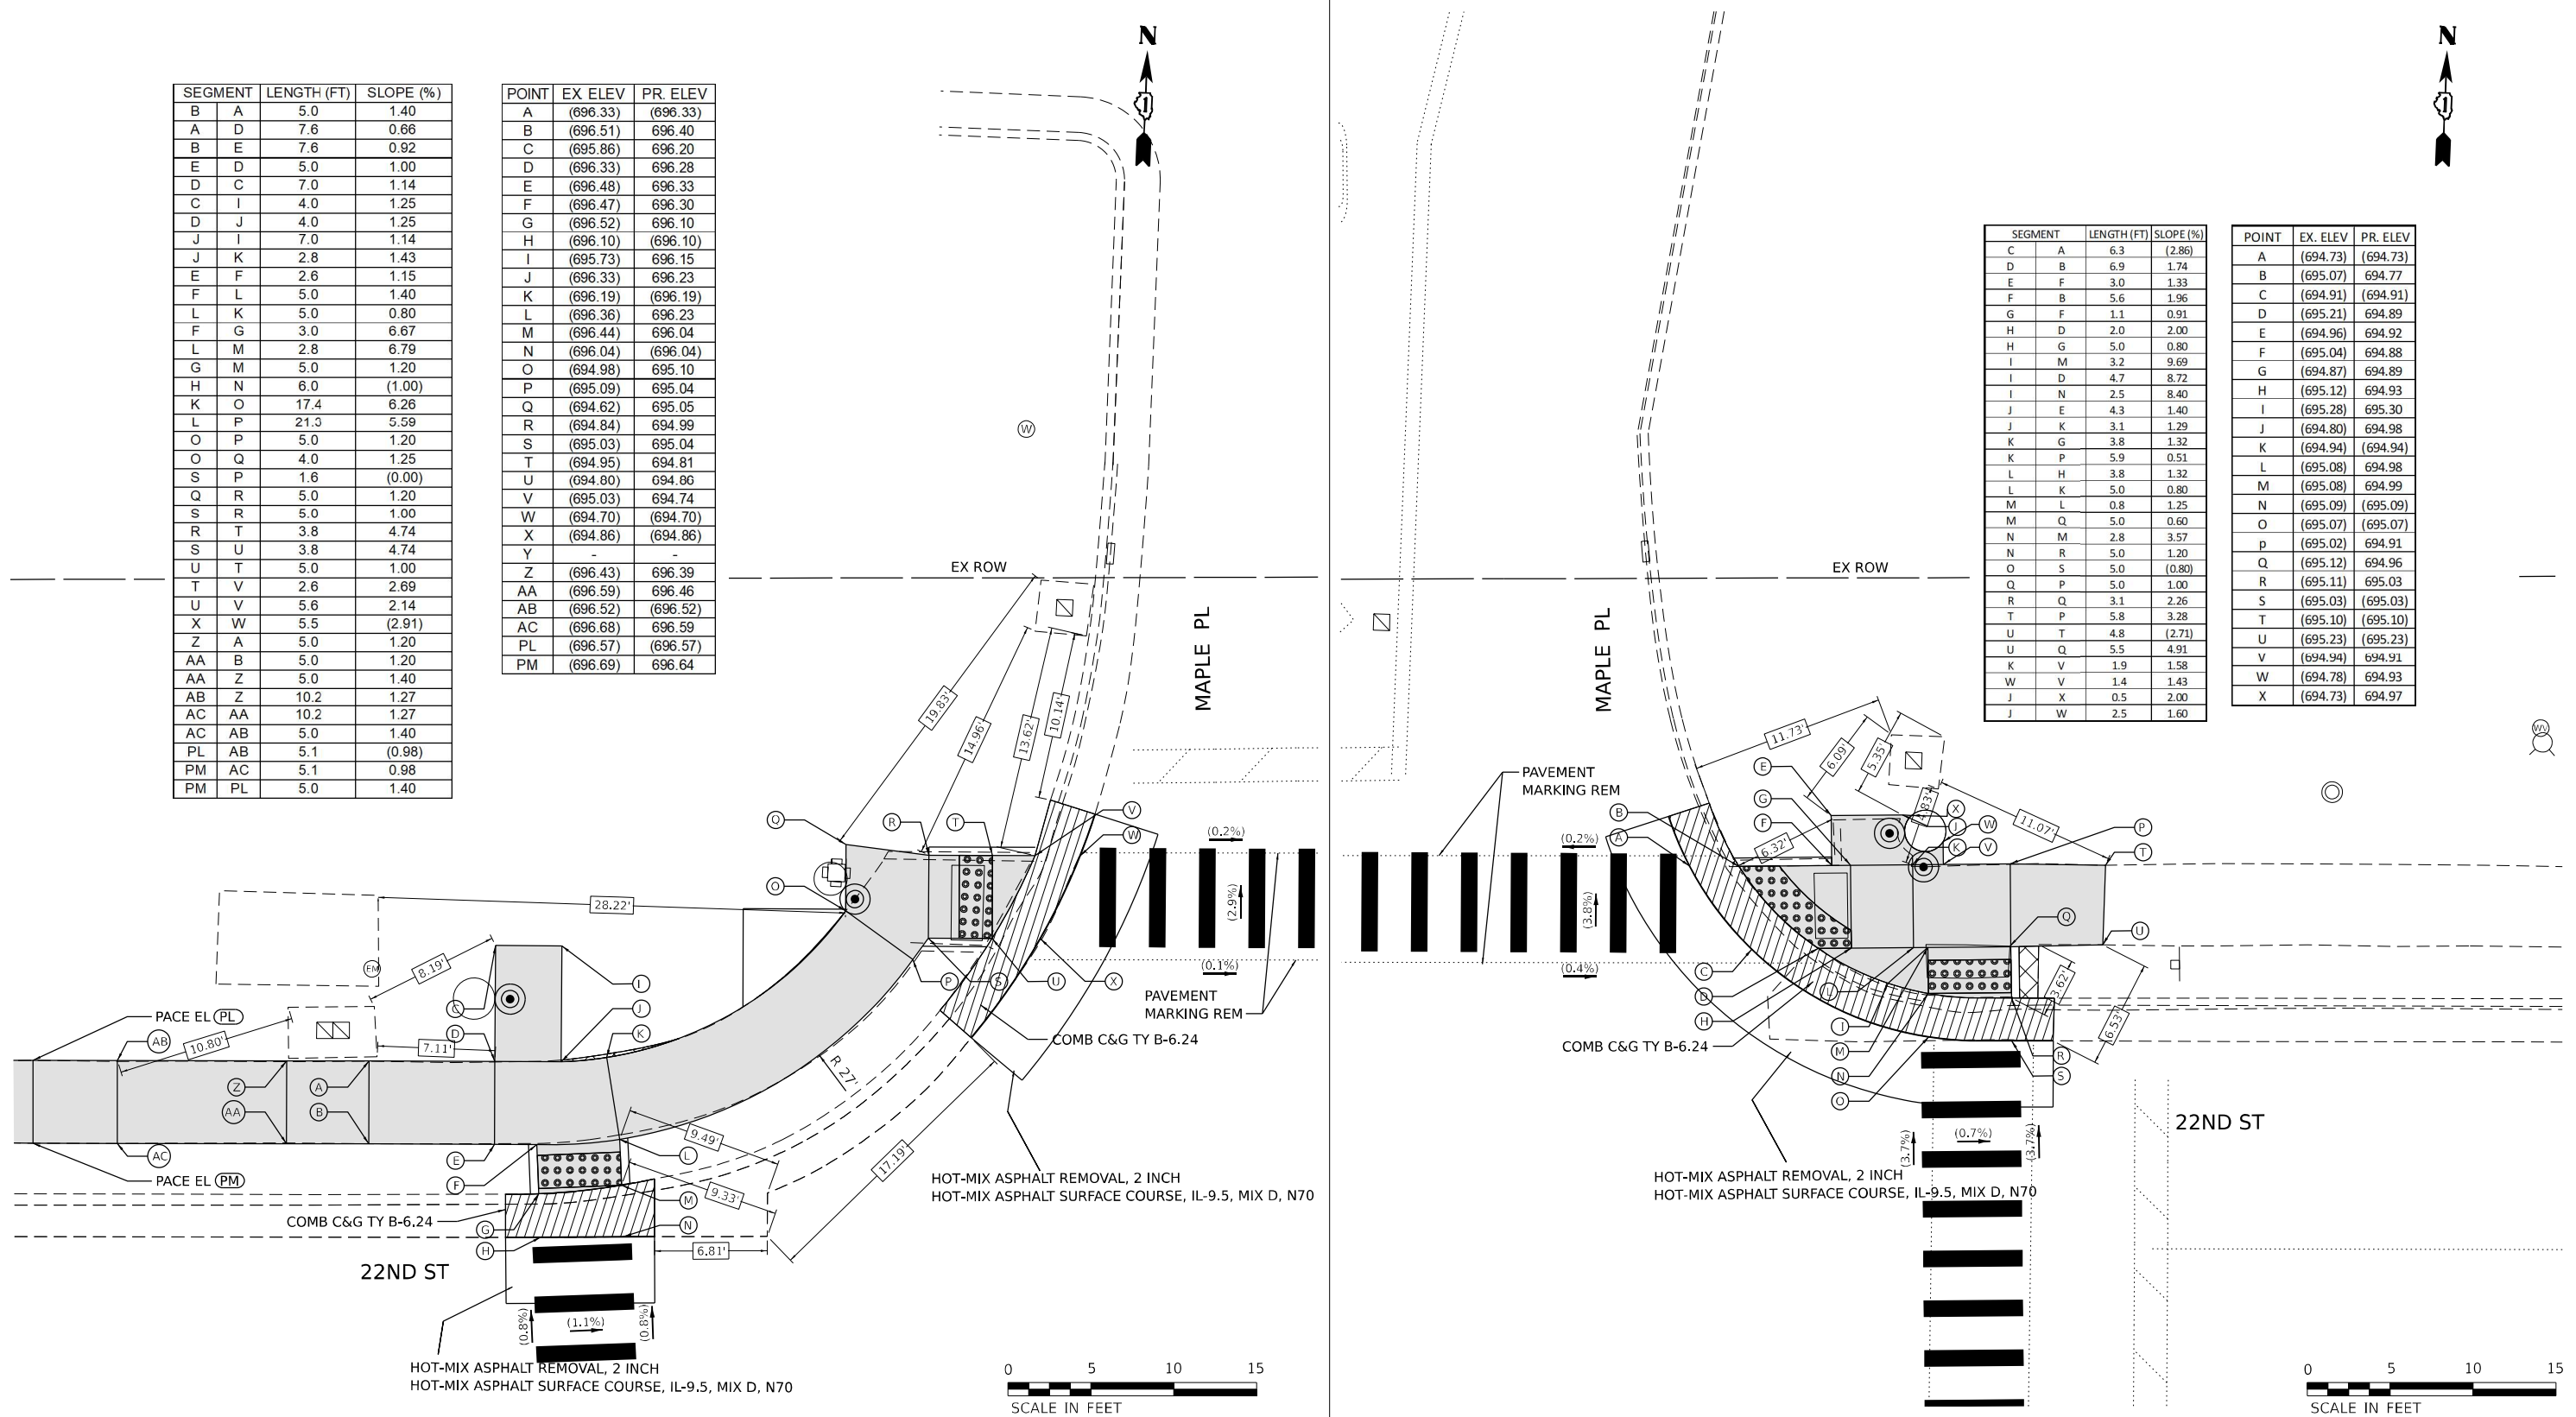 N
SEGMENT LENGTH (FT) SLOPE (%)
B A 5.0 1.40
A D 7.6 0.66
B E 7.6 0.92
E D 5.0 1.00
D C 7.0 1.14
C I 4.0 1.25
D J 4.0 1.25
J I 7.0 1.14
J K 2.8 1.43
E F 2.6 1.15
F L 5.0 1.40
L K 5.0 0.80
F G 3.0 6.67
L M 2.8 6.79
G M 5.0 1.20
H N 6.0 (1.00)
K O 17.4 6.26
L P 21.3 5.59
O P 5.0 1.20
O Q 4.0 1.25
S P 1.6 (0.00)
Q R 5.0 1.20
S R 5.0 1.00
R T 3.8 4.74
S U 3.8 4.74
U T 5.0 1.00
T V 2.6 2.69
U V 5.6 2.14
X W 5.5 (2.91)
Z A 5.0 1.20
AA B 5.0 1.20
AA Z 5.0 1.40
AB Z 10.2 1.27
AC AA 10.2 1.27
AC AB 5.0 1.40
PL AB 5.1 (0.98)
PM AC 5.1 0.98
PM PL 5.0 1.40
POINT EX. ELEV PR. ELEV
A (696.33) (696.33)
B (696.51) 696.40
C (695.86) 696.20
D (696.33) 696.28
E (696.48) 696.33
F (696.47) 696.30
G (696.52) 696.10
H (696.10) (696.10)
I (695.73) 696.15
J (696.33) 696.23
K (696.19) (696.19)
L (696.36) 696.23
M (696.44) 696.04
N (696.04) (696.04)
O (694.98) 695.10
P (695.09) 695.04
Q (694.62) 695.05
R (694.84) 694.99
S (695.03) 695.04
T (694.95) 694.81
U (694.80) 694.86
V (695.03) 694.74
W (694.70) (694.70)
X (694.86) (694.86)
Y - -
Z (696.43) 696.39
AA (696.59) 696.46
AB (696.52) (696.52)
AC (696.68) 696.59
PL (696.57) (696.57)
PM (696.69) 696.64
W
EX ROW
MAPLE PL
19.83'
14.96'
13.62'
10.14'
Q
R
T
V
W
(0.2%)
O
(2.9%)
28.22'
8.19'
FM
C
I
J
K
D
P
S
U
X
(0.1%)
PAVEMENT
MARKING REM
PACE EL PL
AB
10.80'
7.11'
COMB C&G TY B-6.24
R 27'
Z
A
AA
B
AC
E
F
L
M
N
G
H
9.49'
9.33'
17.19'
6.81'
PACE EL PM
COMB C&G TY B-6.24
HOT-MIX ASPHALT REMOVAL, 2 INCH
HOT-MIX ASPHALT SURFACE COURSE, IL-9.5, MIX D, N70
22ND ST
(0.8%)
(1.1%)
(0.8%)
HOT-MIX ASPHALT REMOVAL, 2 INCH
HOT-MIX ASPHALT SURFACE COURSE, IL-9.5, MIX D, N70
0 5 10 15
SCALE IN FEET
N
SEGMENT LENGTH (FT) SLOPE (%)
C A 6.3 (2.86)
D B 6.9 1.74
E F 3.0 1.33
F B 5.6 1.96
G F 1.1 0.91
H D 2.0 2.00
H G 5.0 0.80
I M 3.2 9.69
I D 4.7 8.72
I N 2.5 8.40
J E 4.3 1.40
J K 3.1 1.29
K G 3.8 1.32
K P 5.9 0.51
L H 3.8 1.32
L K 5.0 0.80
M L 0.8 1.25
M Q 5.0 0.60
N M 2.8 3.57
N R 5.0 1.20
O S 5.0 (0.80)
Q P 5.0 1.00
R Q 3.1 2.26
T P 5.8 3.28
U T 4.8 (2.71)
U Q 5.5 4.91
K V 1.9 1.58
W V 1.4 1.43
J X 0.5 2.00
J W 2.5 1.60
POINT EX. ELEV PR. ELEV
A (694.73) (694.73)
B (695.07) 694.77
C (694.91) (694.91)
D (695.21) 694.89
E (694.96) 694.92
F (695.04) 694.88
G (694.87) 694.89
H (695.12) 694.93
I (695.28) 695.30
J (694.80) 694.98
K (694.94) (694.94)
L (695.08) 694.98
M (695.08) 694.99
N (695.09) (695.09)
O (695.07) (695.07)
p (695.02) 694.91
Q (695.12) 694.96
R (695.11) 695.03
S (695.03) (695.03)
T (695.10) (695.10)
U (695.23) (695.23)
V (694.94) 694.91
W (694.78) 694.93
X (694.73) 694.97
EX ROW
MAPLE PL
WV
PAVEMENT
MARKING REM
11.73'
6.09'
5.35'
11.07'
6.32'
E
G
F
B
A
X
J
W
K
V
P
T
Q
U
(0.2%)
(3.8%)
(0.4%)
C
D
H
L
I
M
N
O
R
S
3.62'
6.53'
COMB C&G TY B-6.24
22ND ST
(3.7%)
(0.7%)
(3.7%)
HOT-MIX ASPHALT REMOVAL, 2 INCH
HOT-MIX ASPHALT SURFACE COURSE, IL-9.5, MIX D, N70
0 5 10 15
SCALE IN FEET